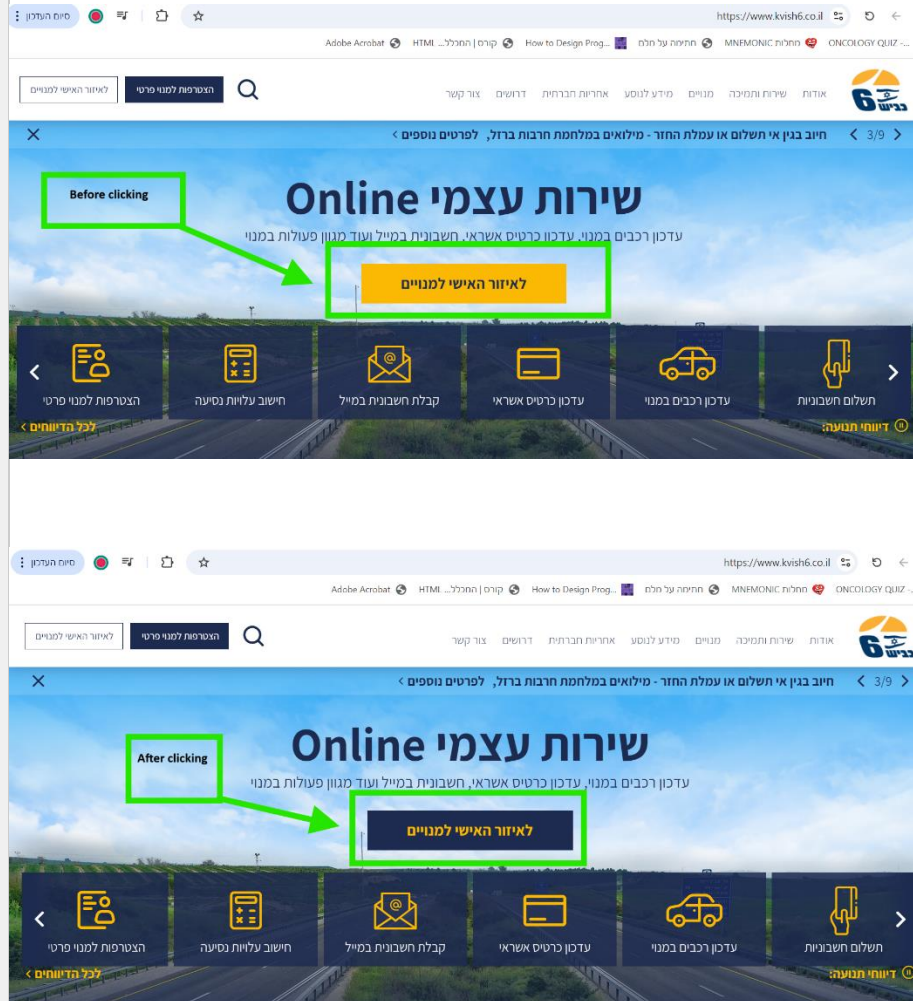 סיום העדכון
https://www.kvish6.co.il
ONCOLOGY QUIZ -...
מחלות MNEMONIC
חתימה על חלם
How to Design Prog...
קורס | המכלל... HTML
Adobe Acrobat
כביש 6
אודות שירות ותמיכה מנויים מידע לנוסע אחריות חברתית דרושים צור קשר
הצטרפות למנוי פרטי
לאיזור האישי למנויים
3/9
חיוב בגין אי תשלום או עמלת החזר - מילואים במלחמת חרבות ברזל, לפרטים נוספים >
Before clicking
שירות עצמי Online
עדכון רכבים במנוי, עדכון כרטיס אשראי, חשבונית במייל ועוד מגוון פעולות במנוי
לאיזור האישי למנויים
תשלום חשבוניות
עדכון רכבים במנוי
עדכון כרטיס אשראי
קבלת חשבונית במייל
חישוב עלויות נסיעה
הצטרפות למנוי פרטי
דיווחי תנועה:
לכל הדיווחים >
סיום העדכון
https://www.kvish6.co.il
ONCOLOGY QUIZ -...
מחלות MNEMONIC
חתימה על חלם
How to Design Prog...
קורס | המכלל... HTML
Adobe Acrobat
כביש 6
אודות שירות ותמיכה מנויים מידע לנוסע אחריות חברתית דרושים צור קשר
הצטרפות למנוי פרטי
לאיזור האישי למנויים
3/9
חיוב בגין אי תשלום או עמלת החזר - מילואים במלחמת חרבות ברזל, לפרטים נוספים >
After clicking
שירות עצמי Online
עדכון רכבים במנוי, עדכון כרטיס אשראי, חשבונית במייל ועוד מגוון פעולות במנוי
לאיזור האישי למנויים
תשלום חשבוניות
עדכון רכבים במנוי
עדכון כרטיס אשראי
קבלת חשבונית במייל
חישוב עלויות נסיעה
הצטרפות למנוי פרטי
דיווחי תנועה:
לכל הדיווחים >